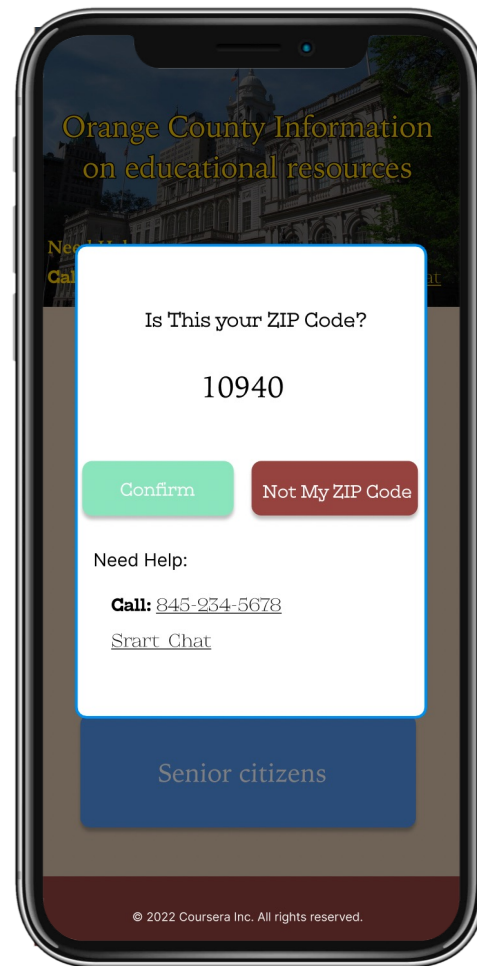 Orange County Information
on educational resources
Is This your ZIP Code?
10940
Confirm
Not My ZIP Code
Need Help:
Call: 845-234-5678
Srart Chat
Senior citizens
© 2022 Coursera Inc. All rights reserved.